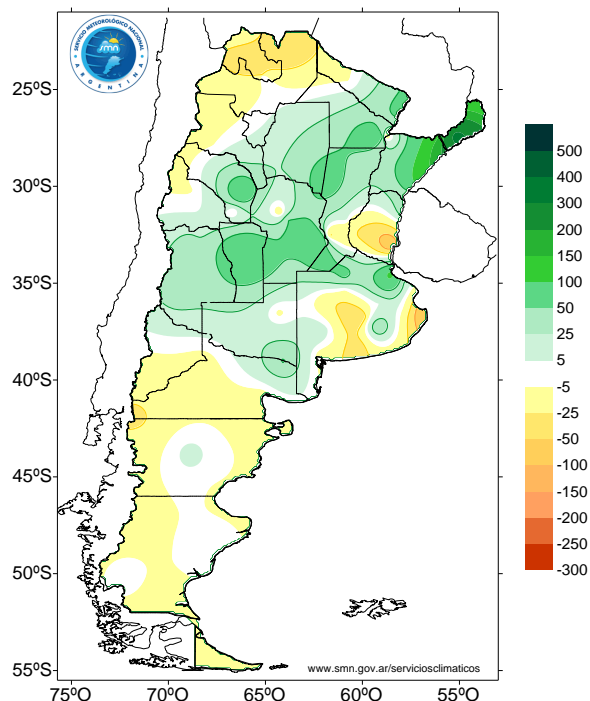 SERVICIO METEOROLÓGICO NACIONAL
smn
ARGENTINA
25ºS
30ºS
35ºS
40ºS
45ºS
50ºS
55ºS
75ºO
70ºO
65ºO
60ºO
55ºO
500
400
300
200
150
100
50
25
5
-5
-25
-50
-100
-150
-200
-250
-300
www.smn.gov.ar/serviciosclimaticos